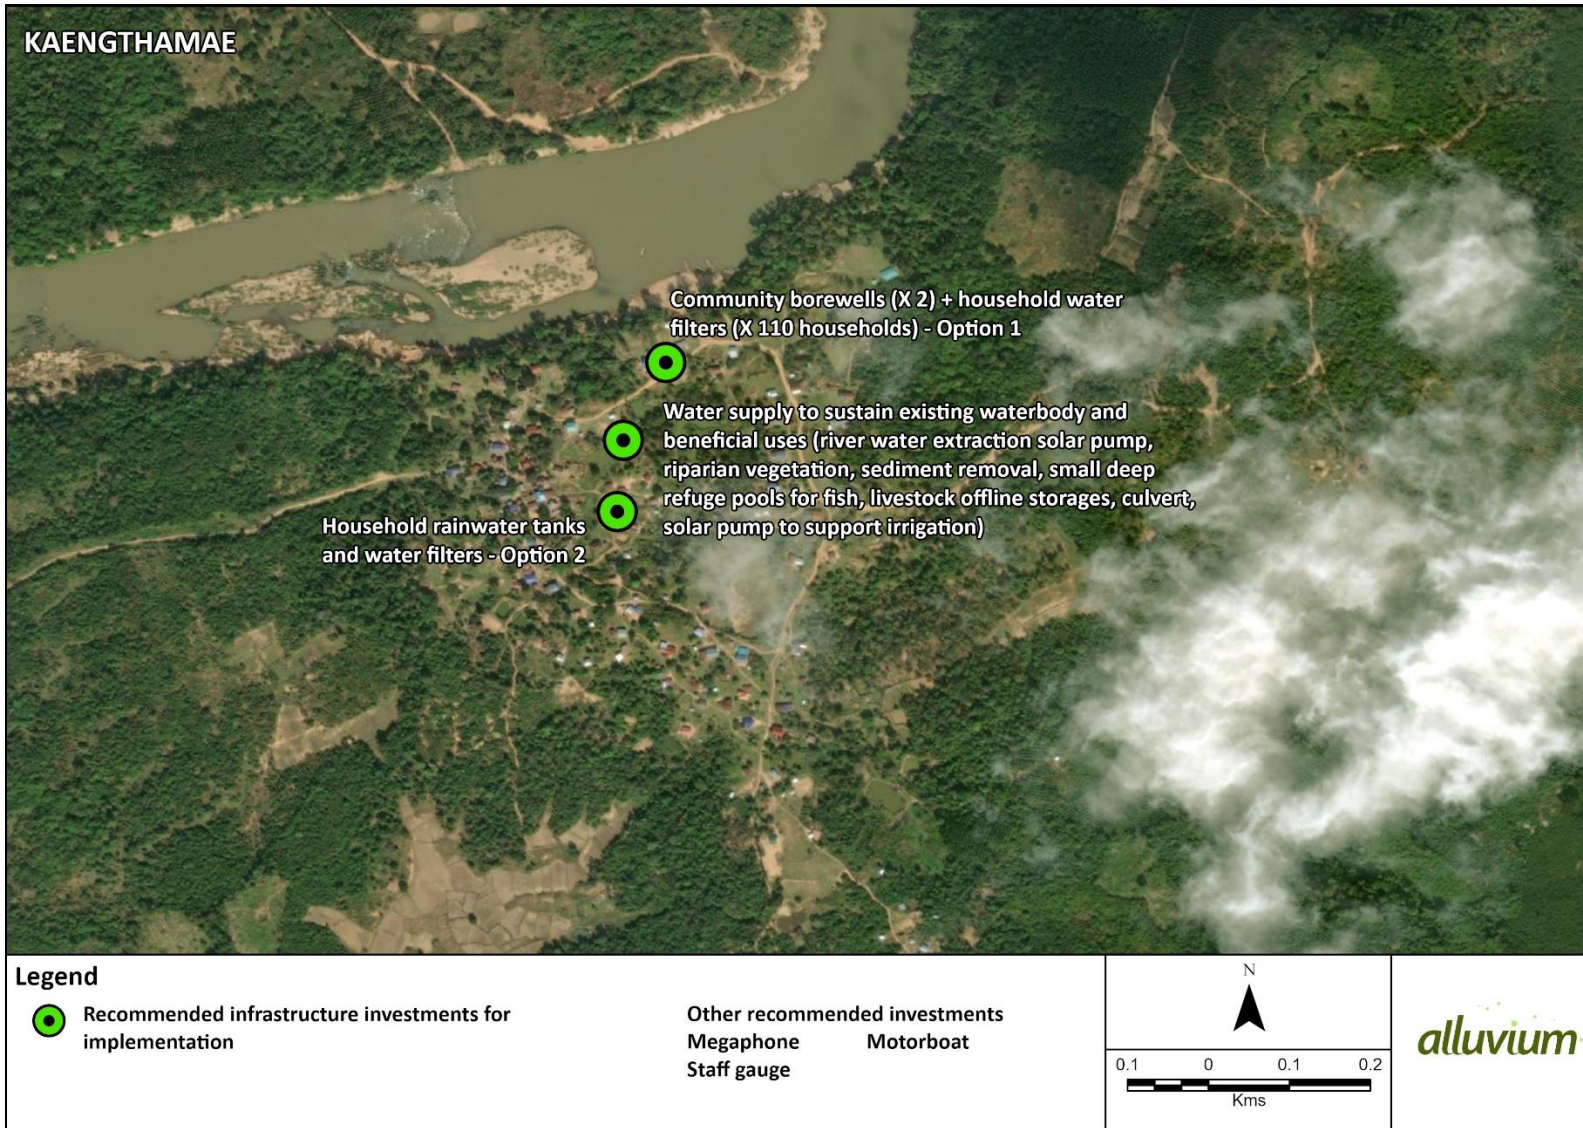 KAENGTHAMAE
Community borewells (X 2) + household water
filters (X 110 households) - Option 1
Water supply to sustain existing waterbody and
beneficial uses (river water extraction solar pump,
riparian vegetation, sediment removal, small deep
refuge pools for fish, livestock offline storages, culvert,
solar pump to support irrigation)
Household rainwater tanks
and water filters - Option 2
Legend
Recommended infrastructure investments for
implementation
Other recommended investments
Megaphone Motorboat
Staff gauge
N
0.1 0 0.1 0.2
Kms
alluvium